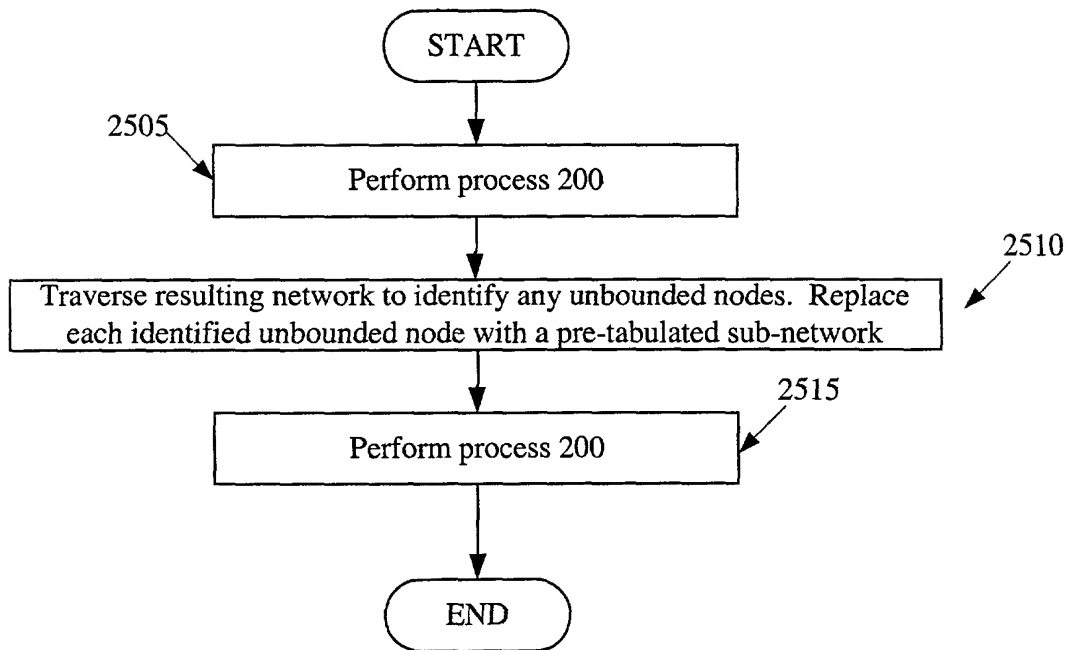 START
2505
Perform process 200
2510
Traverse resulting network to identify any unbounded nodes. Replace
each identified unbounded node with a pre-tabulated sub-network
2515
Perform process 200
END